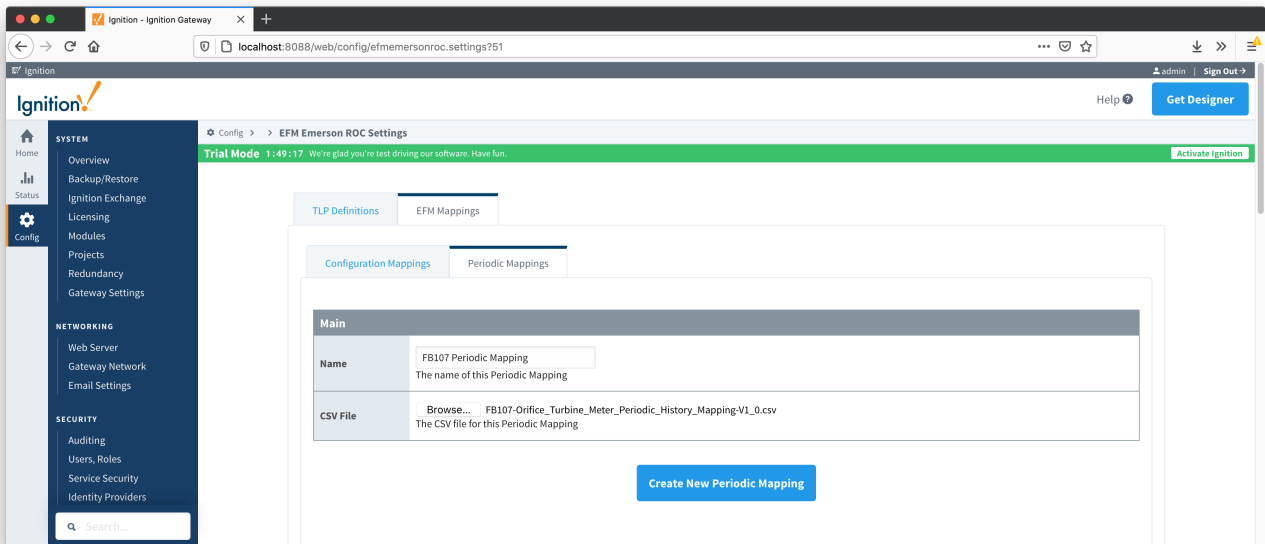 Ignition - Ignition Gateway
localhost:8088/web/config/efmemersonroc.settings?51
Ignition
admin | Sign Out
Ignition!
Help
Get Designer
Home
Status
Config
SYSTEM
Overview
Backup/Restore
Ignition Exchange
Licensing
Modules
Projects
Redundancy
Gateway Settings
NETWORKING
Web Server
Gateway Network
Email Settings
SECURITY
Auditing
Users, Roles
Service Security
Identity Providers
Search...
Config > > EFM Emerson ROC Settings
Trial Mode 1:49:17 We're glad you're test driving our software. Have fun.
Activate Ignition
TLP Definitions
EFM Mappings
Configuration Mappings
Periodic Mappings
Main
Name
FB107 Periodic Mapping
The name of this Periodic Mapping
CSV File
Browse... FB107-Orifice_Turbine_Meter_Periodic_History_Mapping-V1_0.csv
The CSV file for this Periodic Mapping
Create New Periodic Mapping